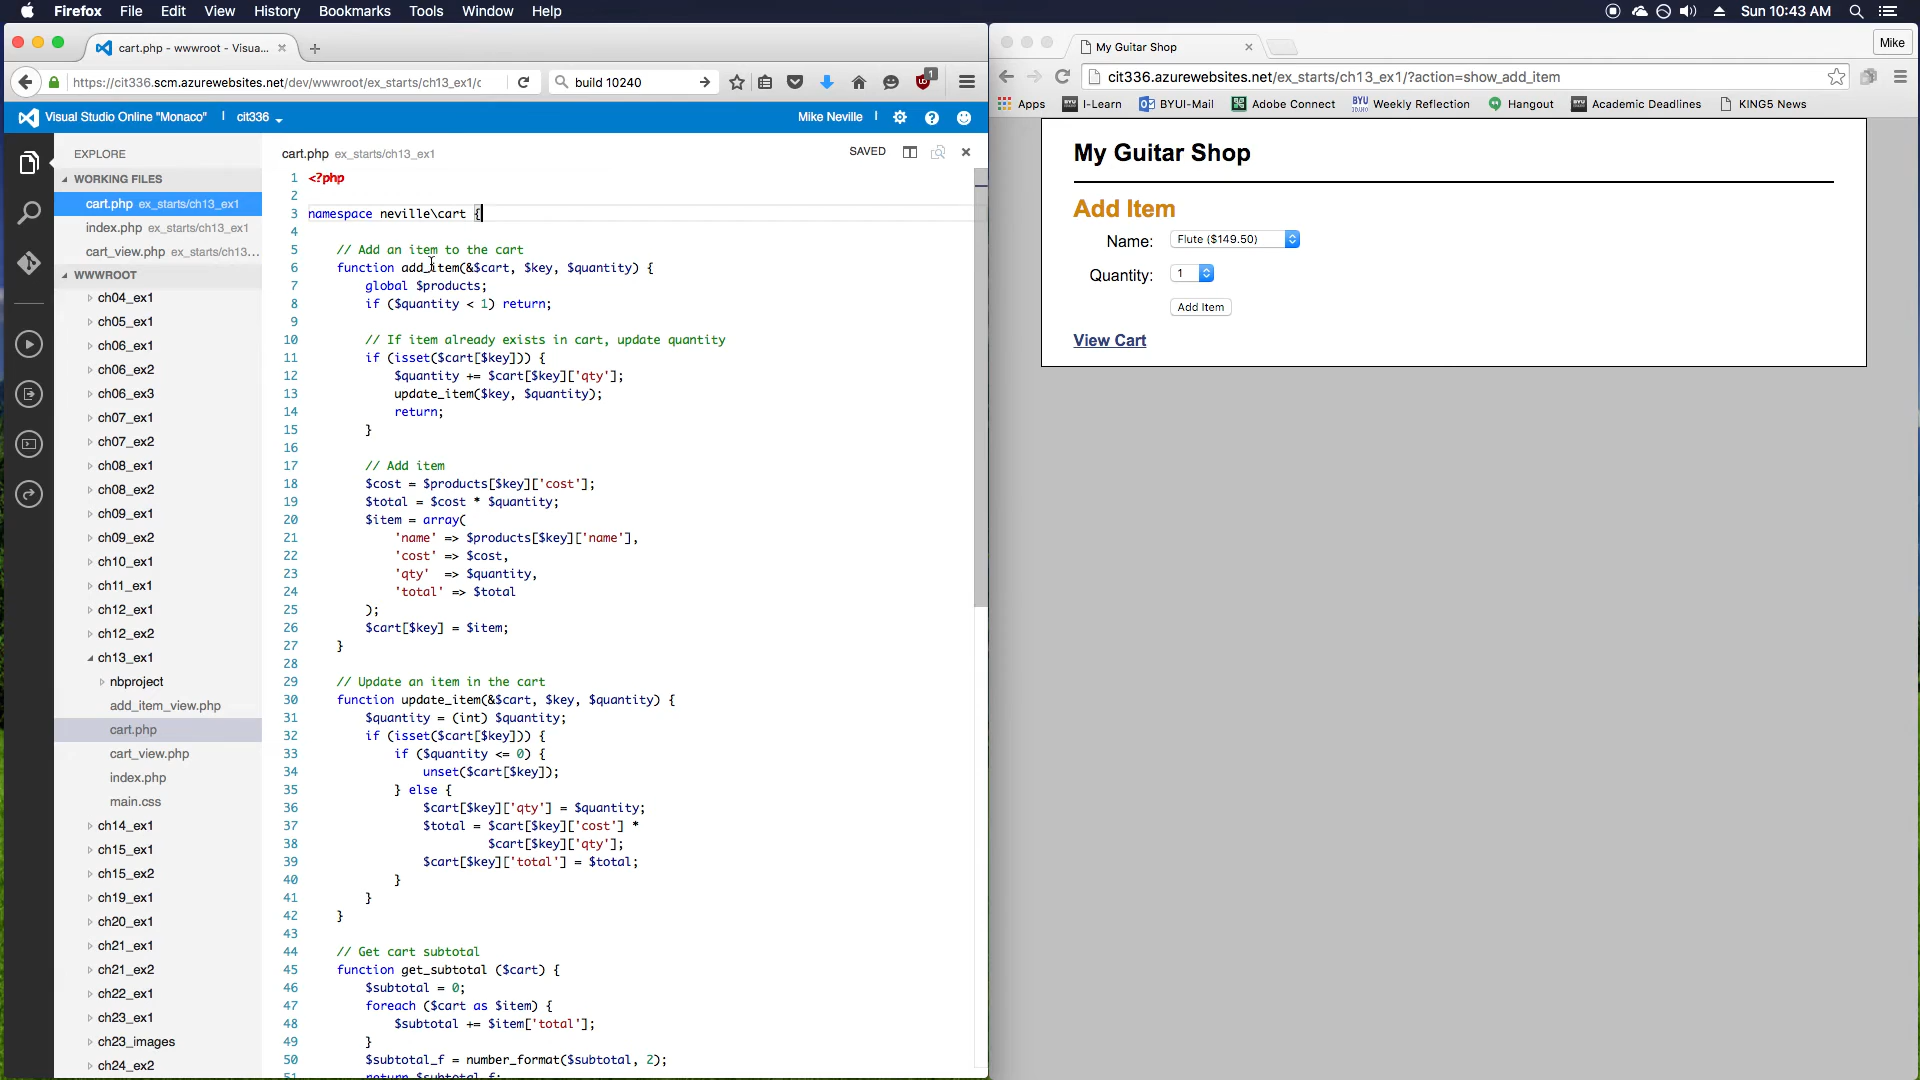 Firefox File Edit View History Bookmarks Tools Window Help
Sun 10:43 AM
cart.php - wwwroot - Visua...
https://cit336.scm.azurewebsites.net/dev/wwwroot/ex_starts/ch13_ex1/c
build 10240
1
Visual Studio Online "Monaco" | cit336
Mike Neville |
EXPLORE
WORKING FILES
cart.php ex_starts/ch13_ex1
index.php ex_starts/ch13_ex1
cart_view.php ex_starts/ch13...
WWWROOT
ch04_ex1
ch05_ex1
ch06_ex1
ch06_ex2
ch06_ex3
ch07_ex1
ch07_ex2
ch08_ex1
ch08_ex2
ch09_ex1
ch09_ex2
ch10_ex1
ch11_ex1
ch12_ex1
ch12_ex2
ch13_ex1
nbproject
add_item_view.php
cart.php
cart_view.php
index.php
main.css
ch14_ex1
ch15_ex1
ch15_ex2
ch19_ex1
ch20_ex1
ch21_ex1
ch21_ex2
ch22_ex1
ch23_ex1
ch23_images
ch24_ex2
cart.php ex_starts/ch13_ex1
SAVED
1 <?php
2
3 namespace neville\cart {
4
5 // Add an item to the cart
6 function add_item(&$cart, $key, $quantity) {
7 global $products;
8 if ($quantity < 1) return;
9
10 // If item already exists in cart, update quantity
11 if (isset($cart[$key])) {
12 $quantity += $cart[$key]['qty'];
13 update_item($key, $quantity);
14 return;
15 }
16
17 // Add item
18 $cost = $products[$key]['cost'];
19 $total = $cost * $quantity;
20 $item = array(
21 'name' => $products[$key]['name'],
22 'cost' => $cost,
23 'qty' => $quantity,
24 'total' => $total
25 );
26 $cart[$key] = $item;
27 }
28
29 // Update an item in the cart
30 function update_item(&$cart, $key, $quantity) {
31 $quantity = (int) $quantity;
32 if (isset($cart[$key])) {
33 if ($quantity <= 0) {
34 unset($cart[$key]);
35 } else {
36 $cart[$key]['qty'] = $quantity;
37 $total = $cart[$key]['cost'] *
38 $cart[$key]['qty'];
39 $cart[$key]['total'] = $total;
40 }
41 }
42 }
43
44 // Get cart subtotal
45 function get_subtotal ($cart) {
46 $subtotal = 0;
47 foreach ($cart as $item) {
48 $subtotal += $item['total'];
49 }
50 $subtotal_f = number_format($subtotal, 2);
51 return $subtotal_f;
My Guitar Shop
Mike
cit336.azurewebsites.net/ex_starts/ch13_ex1/?action=show_add_item
Apps I-Learn BYUI-Mail Adobe Connect Weekly Reflection Hangout Academic Deadlines KING5 News
My Guitar Shop
Add Item
Name: Flute ($149.50)
Quantity: 1
Add Item
View Cart